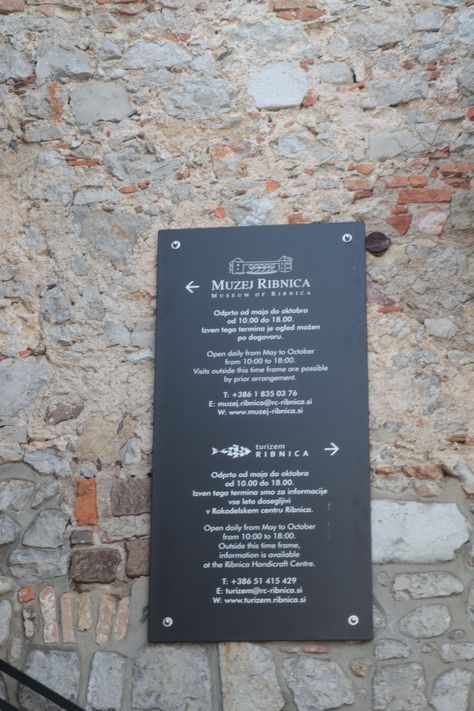 MUZEJ RIBNICA
MUSEUM OF RIBNICA
Odprto od maja do oktobra
od 10.00 do 18.00.
Izven tega termina je ogled možen
po dogovoru.
Open daily from May to October
from 10:00 to 18:00.
Visits outside this time frame are possible
by prior arrangement.
T: +386 1 835 03 76
E: muzej.ribnica@rc-ribnica.si
W: www.muzej-ribnica.si
turizem
RIBNICA
Odprto od maja do oktobra
od 10.00 do 18.00.
Izven tega termina smo za informacije
vse leto dosegljivi
v Rokodelskem centru Ribnica.
Open daily from May to October
from 10:00 to 18:00.
Outside this time frame,
information is available
at the Ribnica Handicraft Centre.
T: +386 51 415 429
E: turizem@rc-ribnica.si
W: www.turizem.ribnica.si